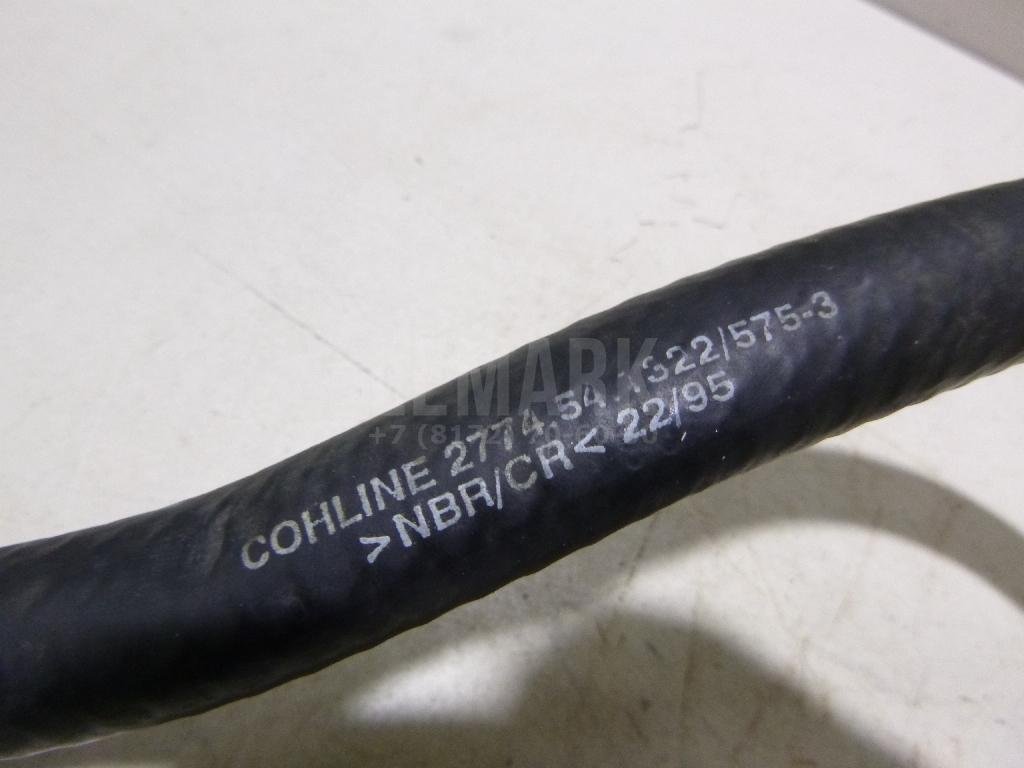 COHLINE 2774 54 1322/575-3
>NBR/CR< 22/95